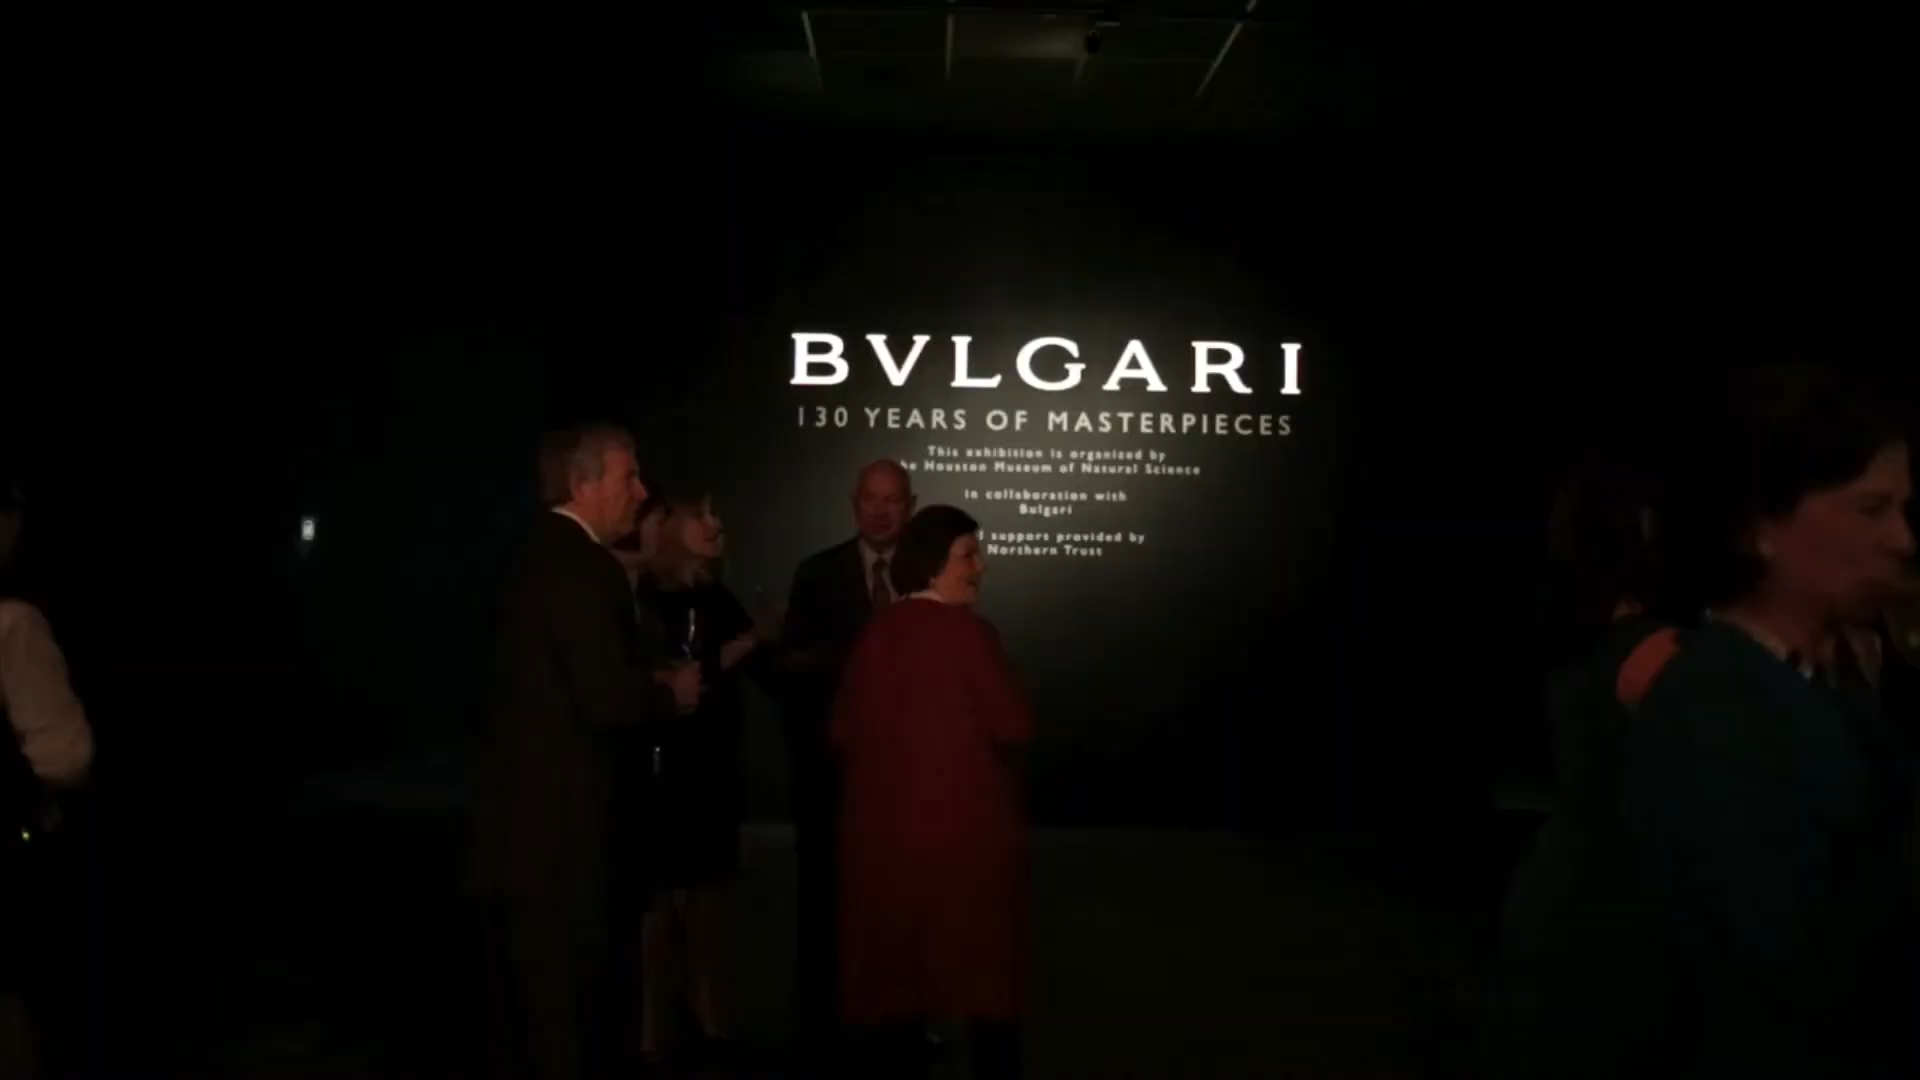 BVLGARI
130 YEARS OF MASTERPIECES
This exhibition is organized by
Houston Museum of Natural Science
in collaboration with
Bulgari
support provided by
Northern Trust